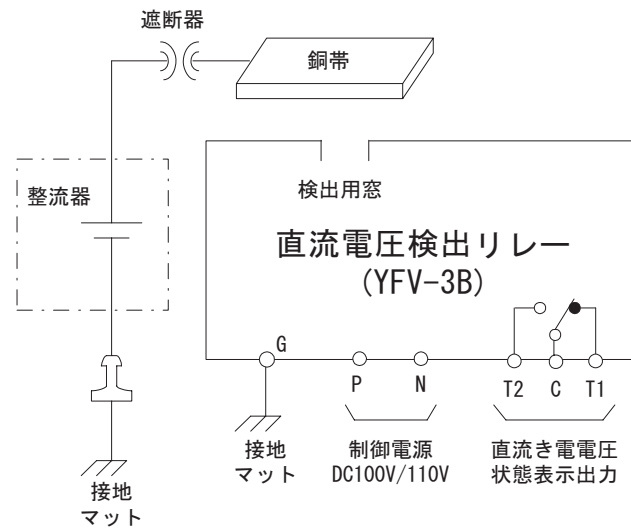 遮断器
銅帯
整流器
検出用窓
直流電圧検出リレー
(YFV-3B)
G
P
N
T2
C
T1
接地
マット
制御電源
DC100V/110V
直流き電電圧
状態表示出力
接地
マット